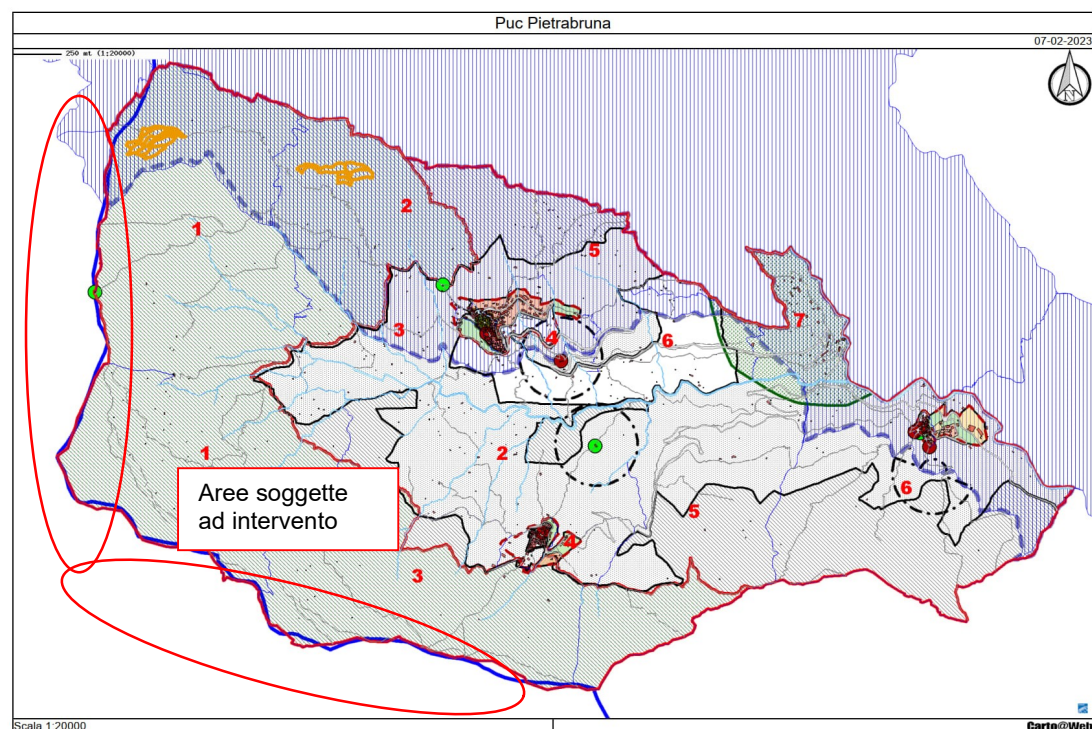 Puc Pietrabruna
07-02-2023
250 mt (1:20000)
N
1
2
5
7
3
4
6
1
Aree soggette
ad intervento
2
5
6
4
3
Scala 1:20000
Carto@Web